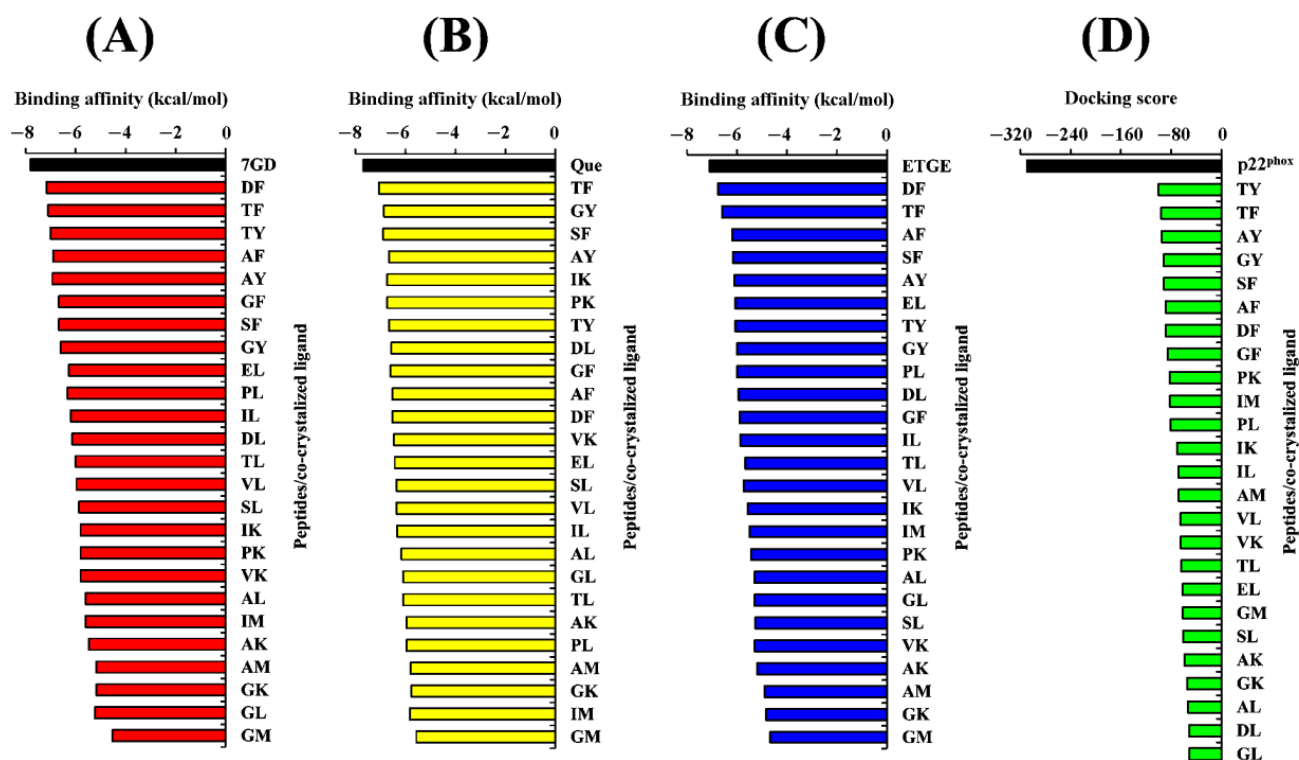 (A)
Binding affinity (kcal/mol)
−8 −6 −4 −2 0
7GD
DF
TF
TY
AF
AY
GF
SF
GY
EL
PL
IL
DL
TL
VL
SL
IK
PK
VK
AL
IM
AK
AM
GK
GL
GM
Peptides/co-crystalized ligand
(B)
Binding affinity (kcal/mol)
−8 −6 −4 −2 0
Que
TF
GY
SF
AY
IK
PK
TY
DL
GF
AF
DF
VK
EL
SL
VL
IL
AL
GL
TL
AK
PL
AM
GK
IM
GM
Peptides/co-crystalized ligand
(C)
Binding affinity (kcal/mol)
−8 −6 −4 −2 0
ETGE
DF
TF
AF
SF
AY
EL
TY
GY
PL
DL
GF
IL
TL
VL
IK
IM
PK
AL
GL
SL
VK
AK
AM
GK
GM
Peptides/co-crystalized ligand
(D)
Docking score
−320 −240 −160 −80 0
p22phox
TY
TF
AY
GY
SF
AF
DF
GF
PK
IM
PL
IK
IL
AM
VL
VK
TL
EL
GM
SL
AK
GK
AL
DL
GL
Peptides/co-crystalized ligand